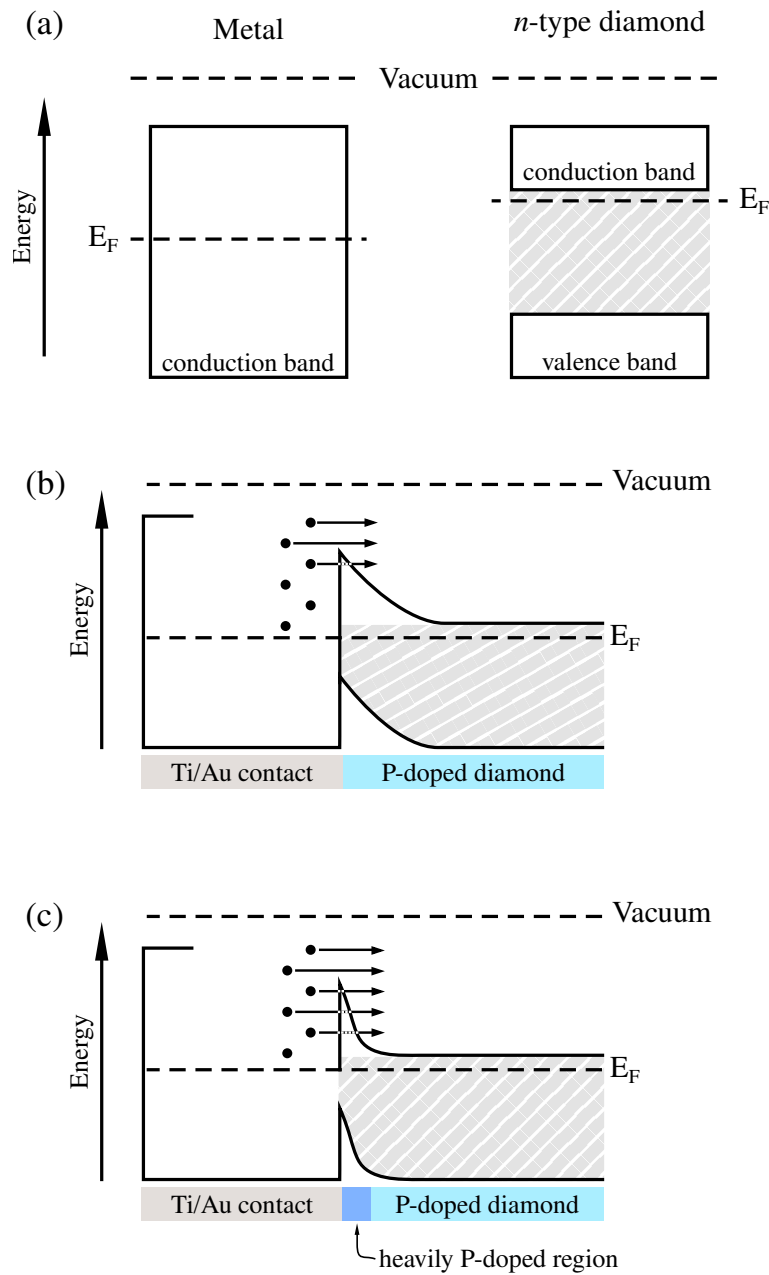 (a)
Metal
n-type diamond
Vacuum
Energy
conduction band
E_F
E_F
conduction band
valence band
(b)
Vacuum
Energy
E_F
Ti/Au contact
P-doped diamond
(c)
Vacuum
Energy
E_F
Ti/Au contact
P-doped diamond
heavily P-doped region